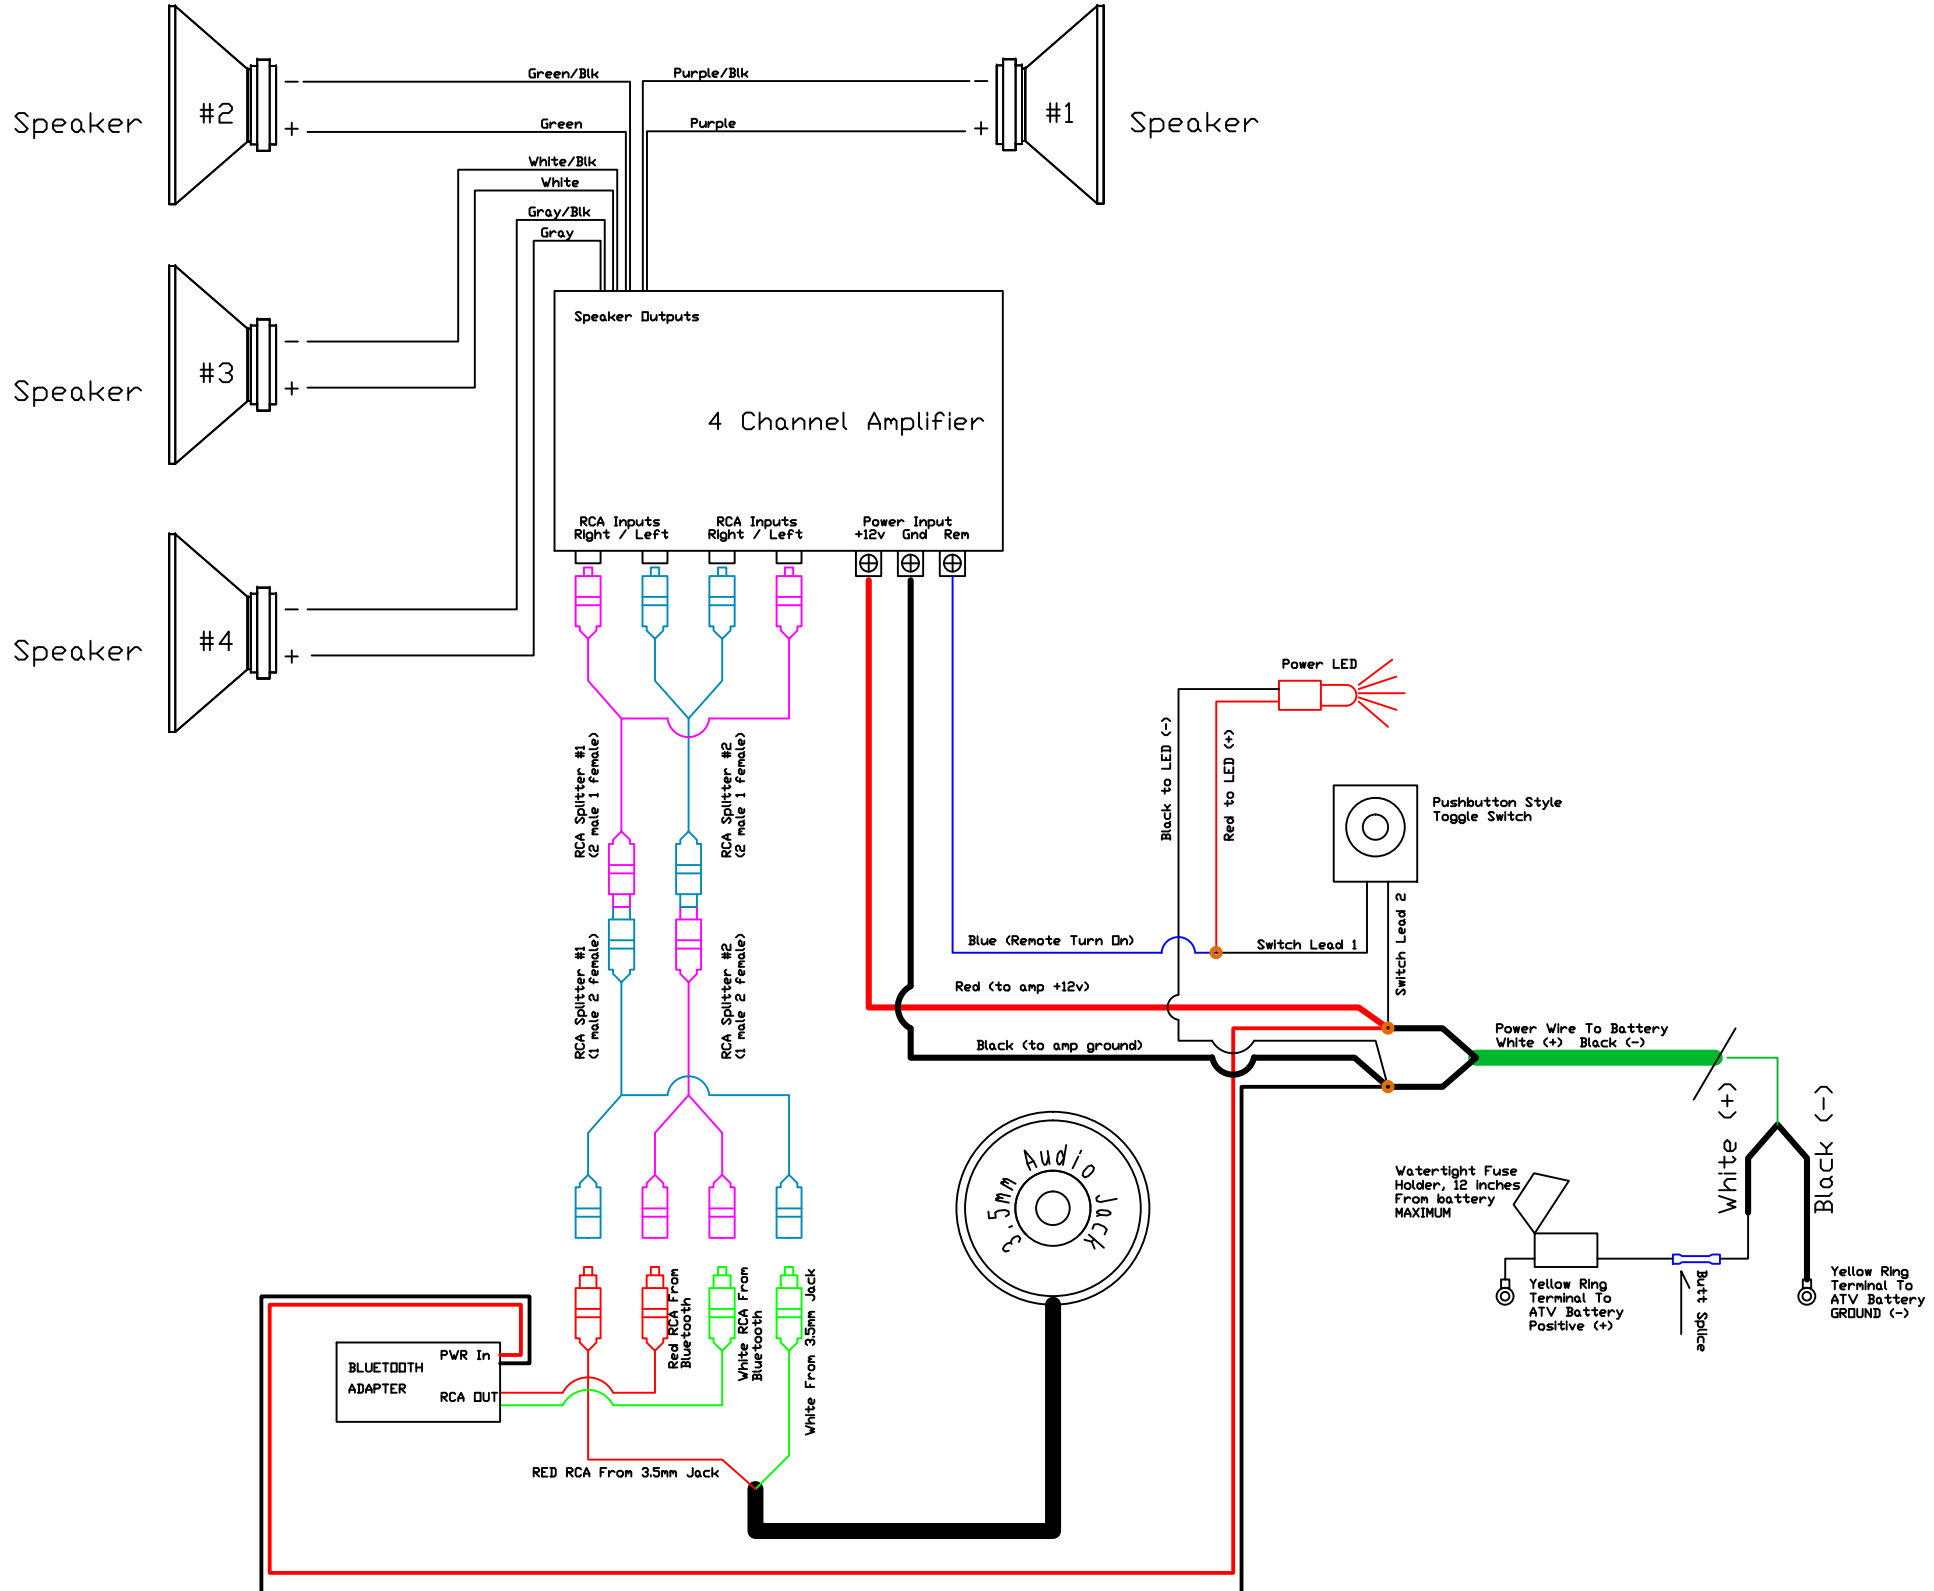 Green/Blk
Purple/Blk
Speaker
#2
Green
Purple
#1
Speaker
White/Blk
White
Gray/Blk
Gray
Speaker Outputs
Speaker
#3
4 Channel Amplifier
RCA Inputs
Right / Left
RCA Inputs
Right / Left
Power Input
+12v Gnd Rem
Speaker
#4
Power LED
Black to LED (-)
Red to LED (+)
RCA Splitter #1
(2 male 1 female)
RCA Splitter #2
(2 male 1 female)
Pushbutton Style
Toggle Switch
Blue (Remote Turn On)
Switch Lead 1
Switch Lead 2
RCA Splitter #1
(1 male 2 female)
RCA Splitter #2
(1 male 2 female)
Red (to amp +12v)
Black (to amp ground)
Power Wire To Battery
White (+) Black (-)
White (+)
Black (-)
3.5mm Audio Jack
Watertight Fuse
Holder, 12 inches
From battery
MAXIMUM
Yellow Ring
Terminal To
ATV Battery
Positive (+)
Butt Splice
Yellow Ring
Terminal To
ATV Battery
GROUND (-)
Red RCA From
Bluetooth
White RCA From
Bluetooth
White From 3.5mm Jack
PWR In
BLUETOOTH
ADAPTER
RCA OUT
RED RCA From 3.5mm Jack